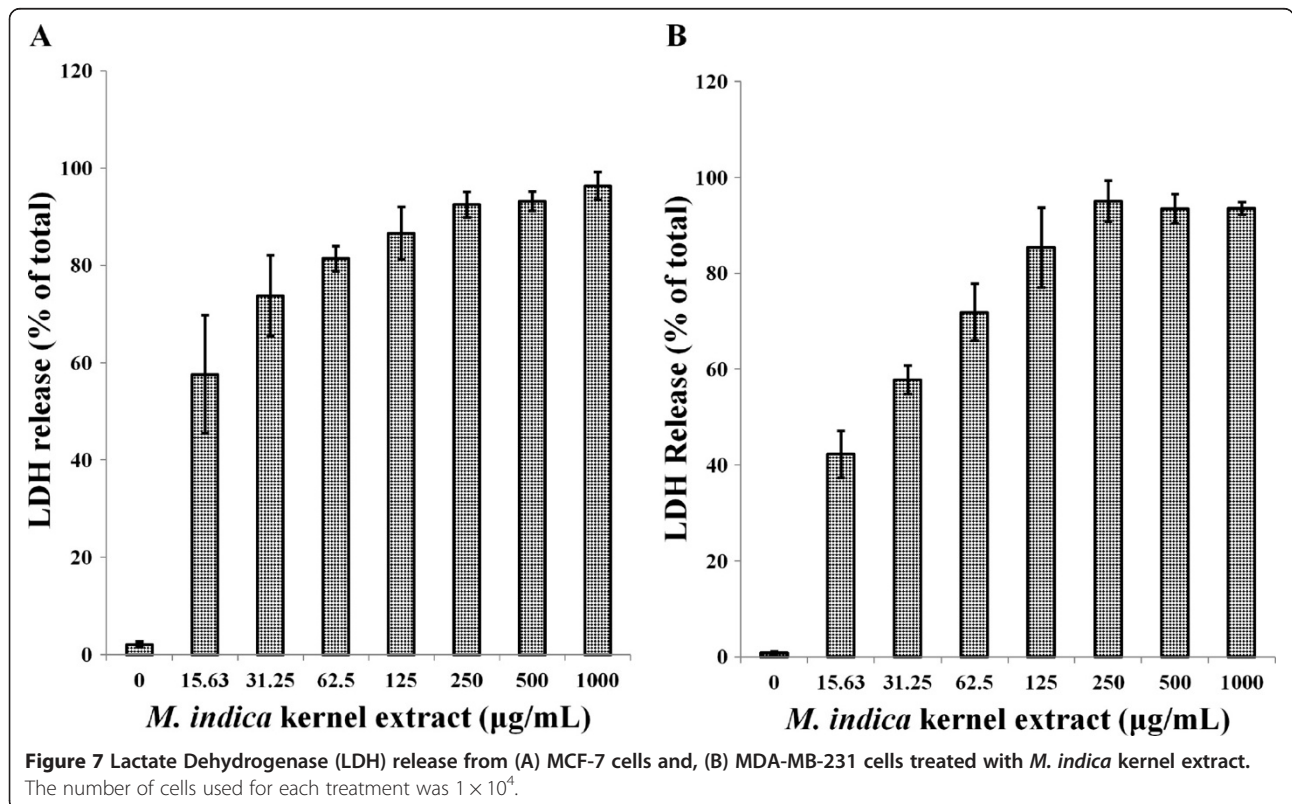 A
120
100
80
60
40
20
0
LDH release (% of total)
0 15.63 31.25 62.5 125 250 500 1000
M. indica kernel extract (µg/mL)
B
120
100
80
60
40
20
0
LDH Release (% of total)
0 15.63 31.25 62.5 125 250 500 1000
M. indica kernel extract (µg/mL)
Figure 7 Lactate Dehydrogenase (LDH) release from (A) MCF-7 cells and, (B) MDA-MB-231 cells treated with M. indica kernel extract.
The number of cells used for each treatment was 1 × 10⁴.